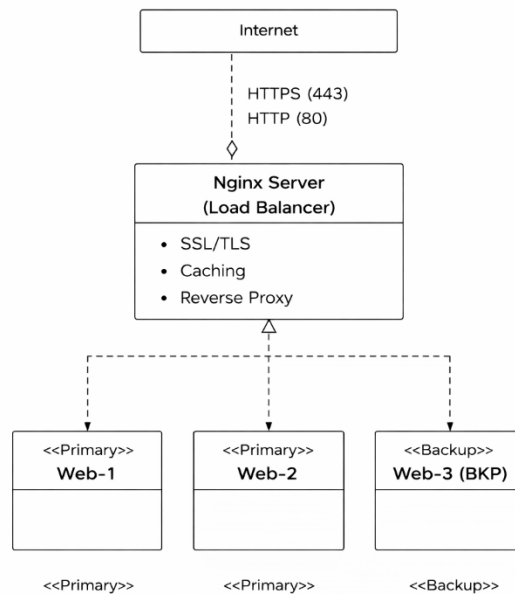 Internet
HTTPS (443)
HTTP (80)
Nginx Server
(Load Balancer)
• SSL/TLS
• Caching
• Reverse Proxy
<<Primary>>
Web-1
<<Primary>>
Web-2
<<Backup>>
Web-3 (BKP)
<<Primary>>
<<Primary>>
<<Backup>>